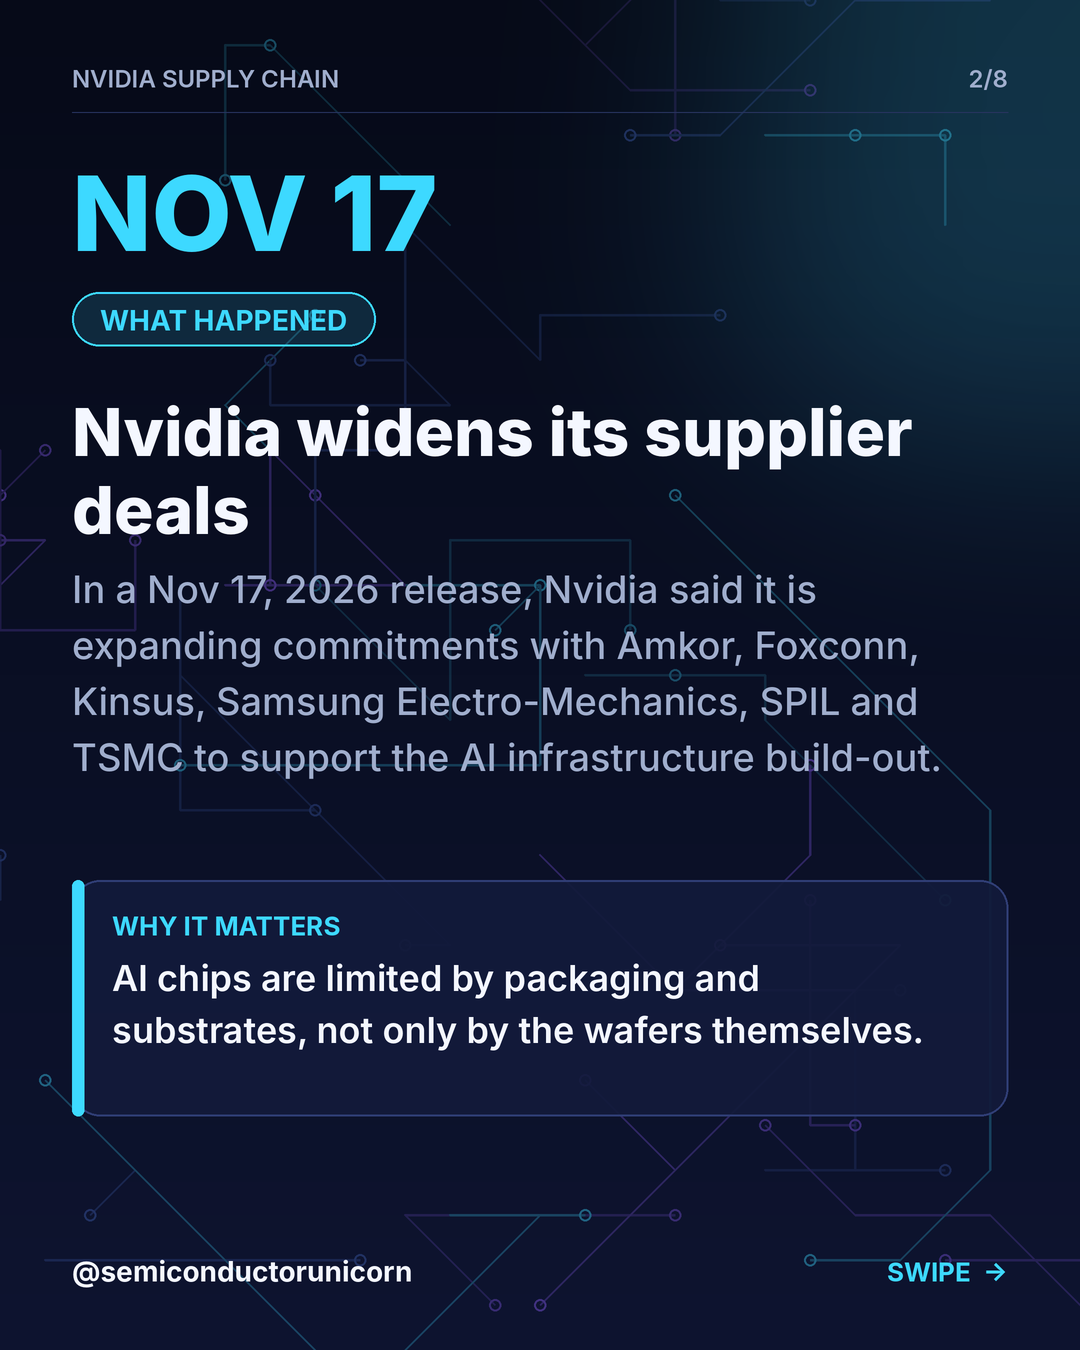 NVIDIA SUPPLY CHAIN
2/8
NOV 17
WHAT HAPPENED
Nvidia widens its supplier
deals
In a Nov 17, 2026 release, Nvidia said it is
expanding commitments with Amkor, Foxconn,
Kinsus, Samsung Electro-Mechanics, SPIL and
TSMC to support the AI infrastructure build-out.
WHY IT MATTERS
AI chips are limited by packaging and
substrates, not only by the wafers themselves.
@semiconductorunicorn
SWIPE →